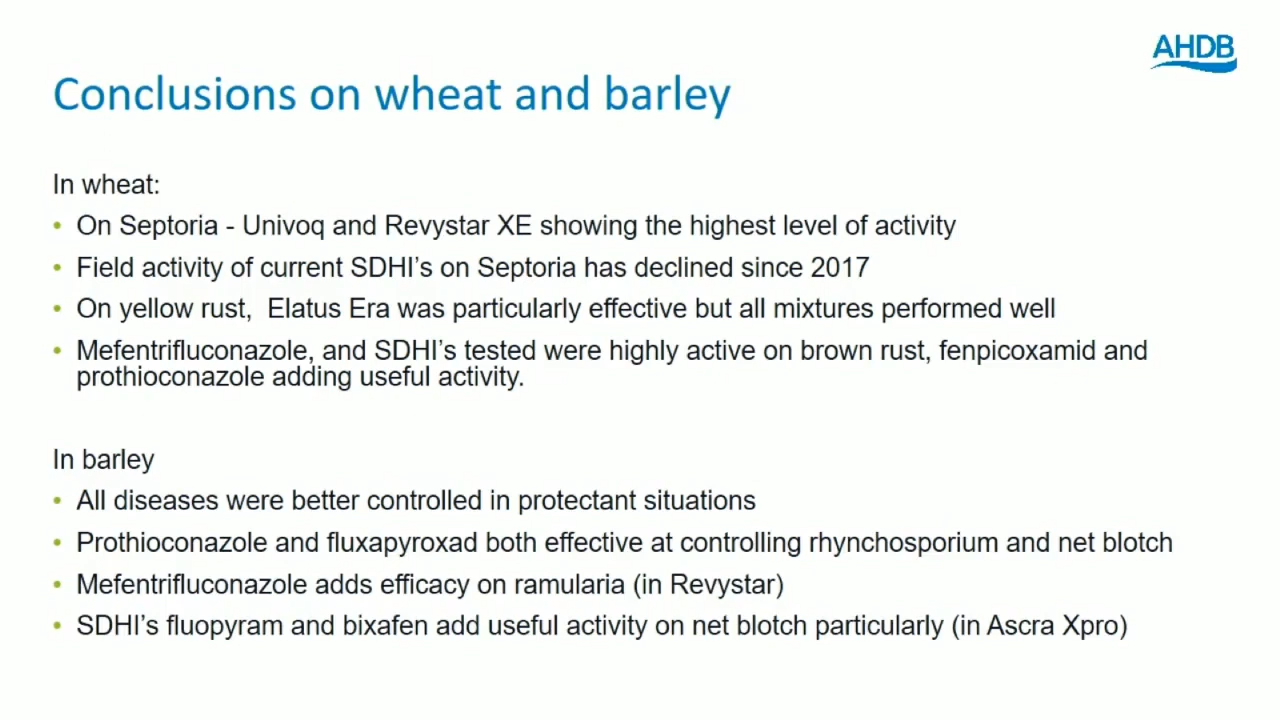 AHDB
Conclusions on wheat and barley
In wheat:
• On Septoria - Univoq and Revystar XE showing the highest level of activity
• Field activity of current SDHI’s on Septoria has declined since 2017
• On yellow rust,  Elatus Era was particularly effective but all mixtures performed well
• Mefentrifluconazole, and SDHI’s tested were highly active on brown rust, fenpicoxamid and
prothioconazole adding useful activity.
In barley
• All diseases were better controlled in protectant situations
• Prothioconazole and fluxapyroxad both effective at controlling rhynchosporium and net blotch
• Mefentrifluconazole adds efficacy on ramularia (in Revystar)
• SDHI’s fluopyram and bixafen add useful activity on net blotch particularly (in Ascra Xpro)